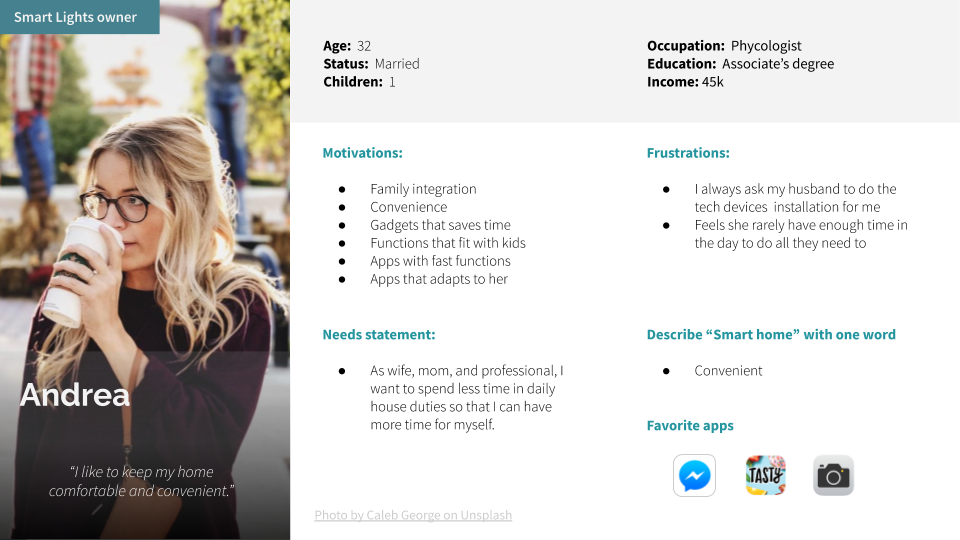 Smart Lights owner
Andrea
“I like to keep my home
comfortable and convenient.”
Age: 32
Status: Married
Children: 1
Occupation: Phycologist
Education: Associate’s degree
Income: 45k
Motivations:
● Family integration
● Convenience
● Gadgets that saves time
● Functions that fit with kids
● Apps with fast functions
● Apps that adapts to her
Frustrations:
● I always ask my husband to do the
tech devices installation for me
● Feels she rarely have enough time in
the day to do all they need to
Needs statement:
● As wife, mom, and professional, I
want to spend less time in daily
house duties so that I can have
more time for myself.
Describe “Smart home” with one word
● Convenient
Favorite apps
TASTY
Photo by Caleb George on Unsplash